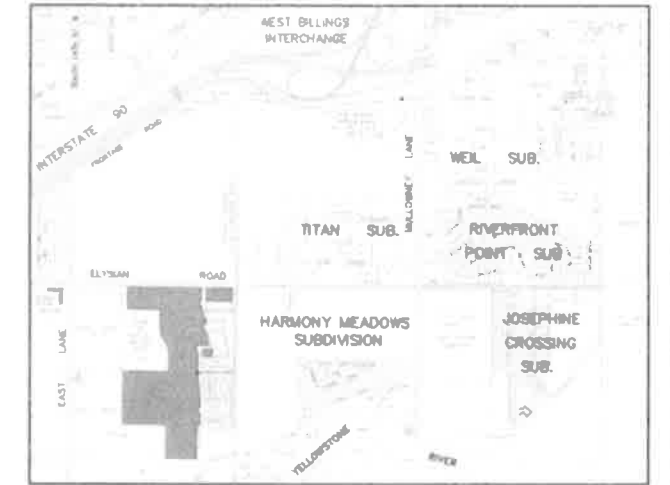 WEST BILLINGS
INTERCHANGE
INTERSTATE 90
FRONTAGE ROAD
MULLOWNEY LANE
WEIL SUB.
TITAN SUB.
RIVERFRONT
POINT SUB
ELYSIAN ROAD
EAST LANE
HARMONY MEADOWS
SUBDIVISION
JOSEPHINE
CROSSING
SUB.
YELLOWSTONE
RIVER